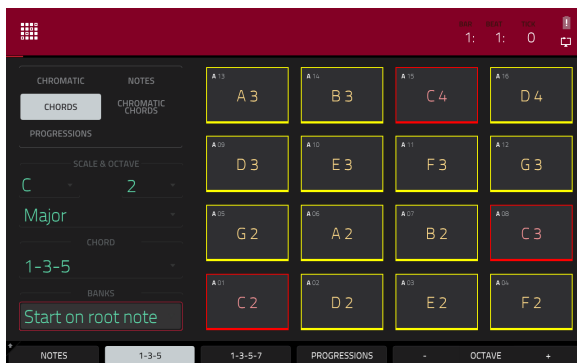 BAR: BEAT: TICK
1: 1: 0
CHROMATIC NOTES
CHORDS CHROMATIC CHORDS
PROGRESSIONS
SCALE & OCTAVE
C 2
Major
CHORD
1-3-5
BANKS
Start on root note
A 13 A 14 A 15 A 16
A 3 B 3 C 4 D 4
A 09 A 10 A 11 A 12
D 3 E 3 F 3 G 3
A 05 A 06 A 07 A 08
G 2 A 2 B 2 C 3
A 01 A 02 A 03 A 04
C 2 D 2 E 2 F 2
NOTES 1-3-5 1-3-5-7 PROGRESSIONS - OCTAVE +